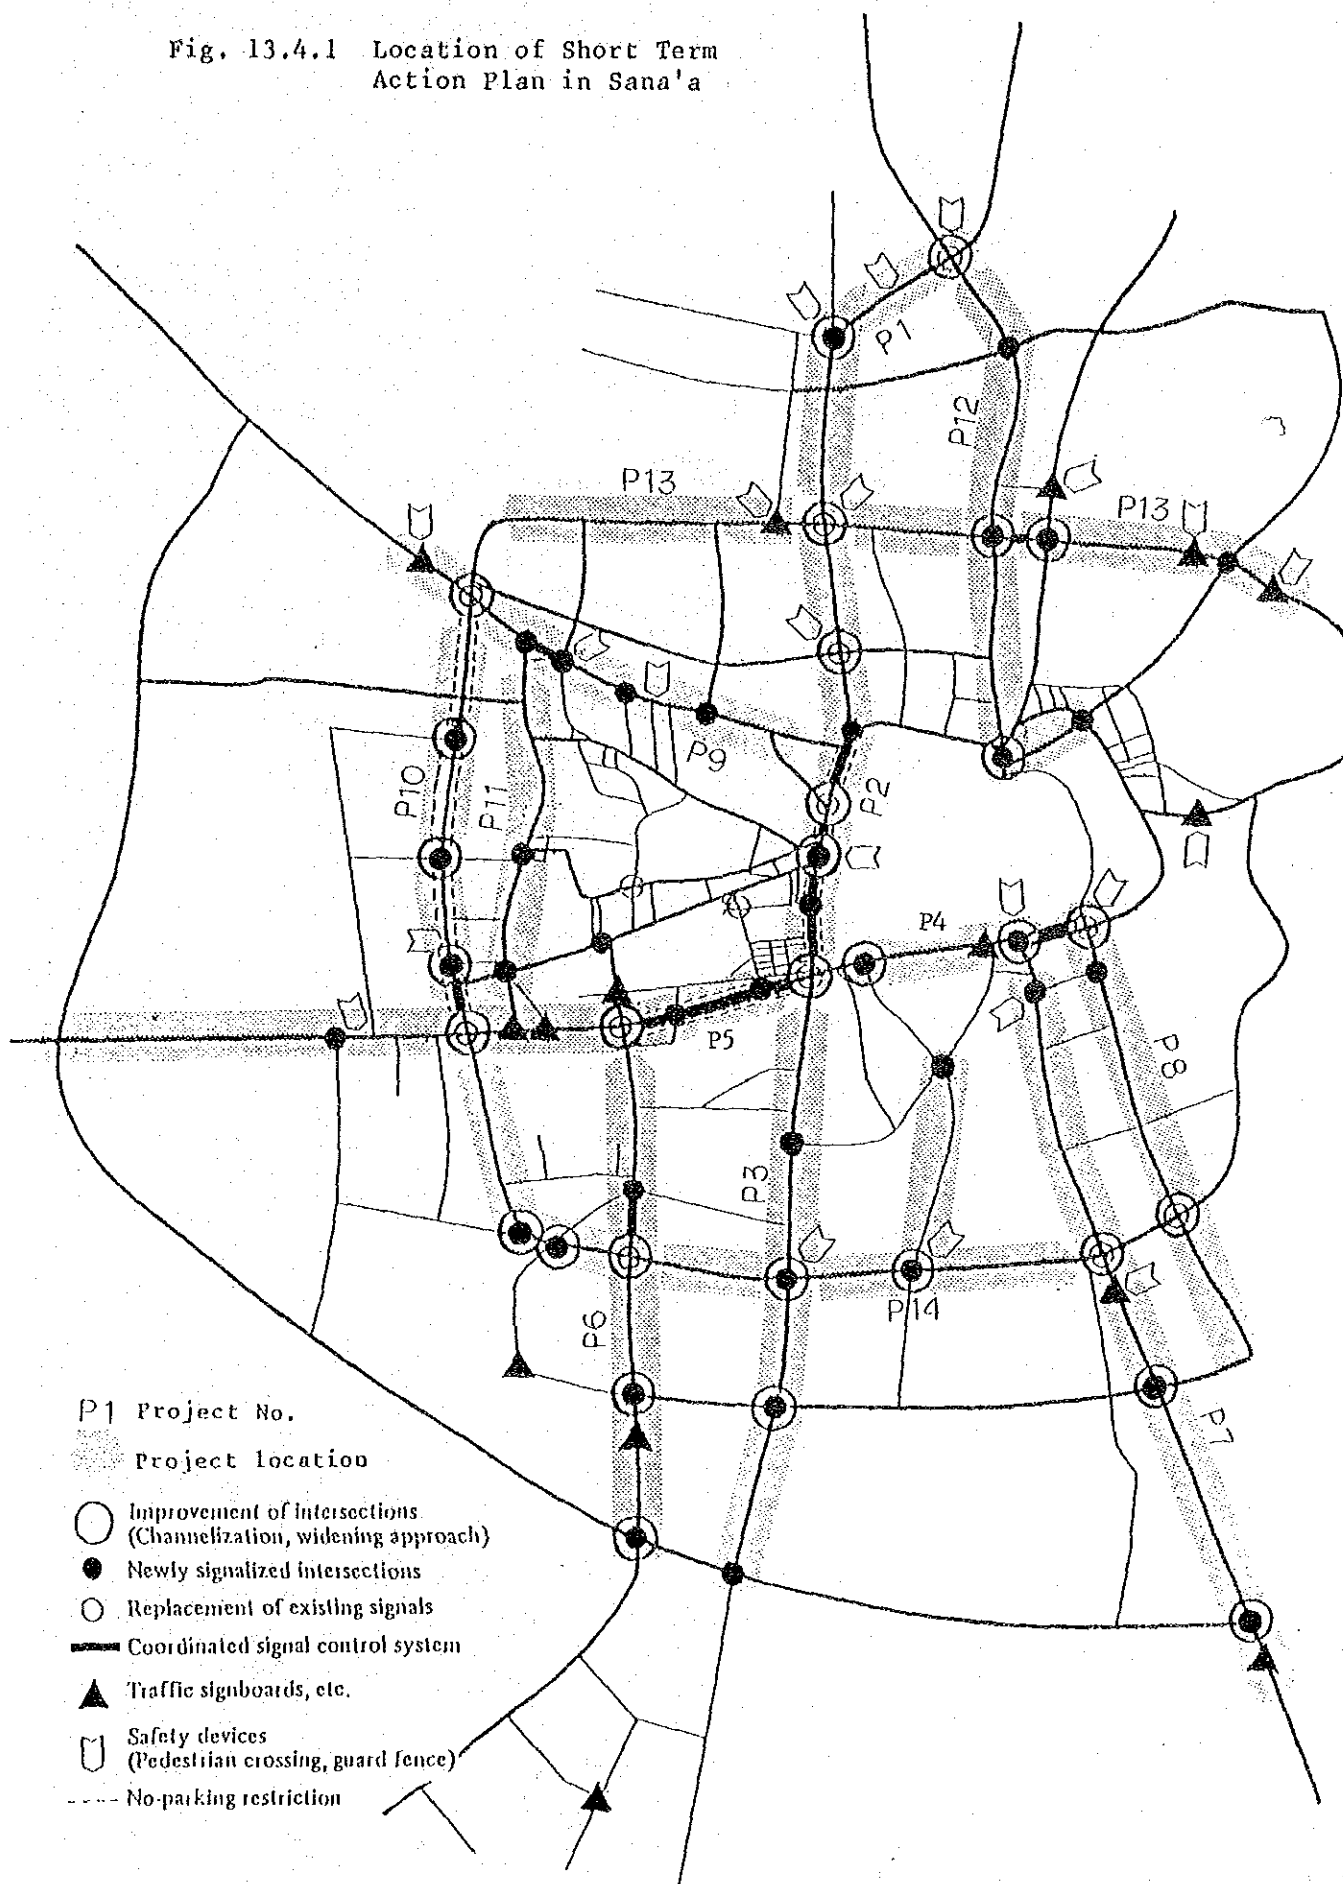 Fig. 13.4.1 Location of Short Term
Action Plan in Sana'a
P1
P12
P13
P13
P9
P2
P10
P11
P4
P5
P8
P3
P14
P6
P7
P1 Project No.
Project location
Improvement of intersections
(Channelization, widening approach)
Newly signalized intersections
Replacement of existing signals
Coordinated signal control system
Traffic signboards, etc.
Safety devices
(Pedestrian crossing, guard fence)
No-parking restriction